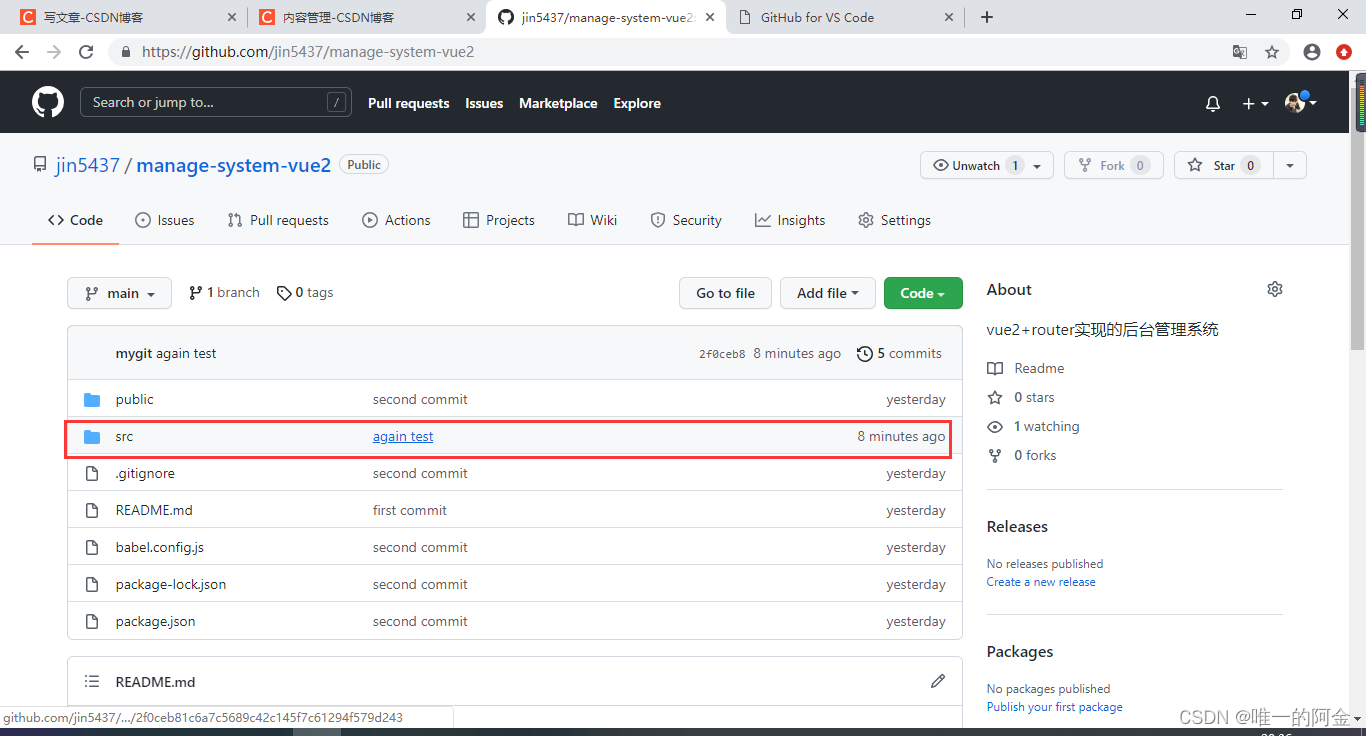 写文章-CSDN博客
内容管理-CSDN博客
jin5437/manage-system-vue2:
GitHub for VS Code
https://github.com/jin5437/manage-system-vue2
Search or jump to... /
Pull requests Issues Marketplace Explore
jin5437 / manage-system-vue2 Public
Unwatch 1 Fork 0 Star 0
Code Issues Pull requests Actions Projects Wiki Security Insights Settings
main 1 branch 0 tags Go to file Add file Code
mygit again test 2f0ceb8 8 minutes ago 5 commits
public second commit yesterday
src again test 8 minutes ago
.gitignore second commit yesterday
README.md first commit yesterday
babel.config.js second commit yesterday
package-lock.json second commit yesterday
package.json second commit yesterday
README.md
About
vue2+router实现的后台管理系统
Readme
0 stars
1 watching
0 forks
Releases
No releases published
Create a new release
Packages
No packages published
Publish your first package
github.com/jin5437/.../2f0ceb81c6a7c5689c42c145f7c61294f579d243
CSDN @唯一的阿金